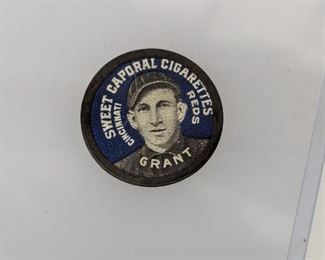 SWEET CAPORAL CIGARETTES
CINCINNATI
REDS
GRANT